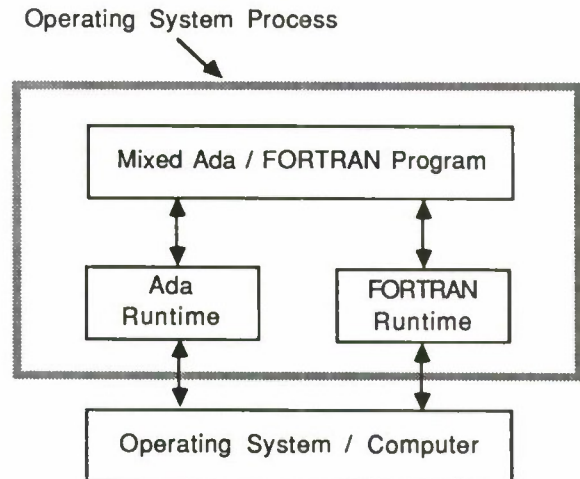 Operating System Process
Mixed Ada / FORTRAN Program
Ada
Runtime
FORTRAN
Runtime
Operating System / Computer